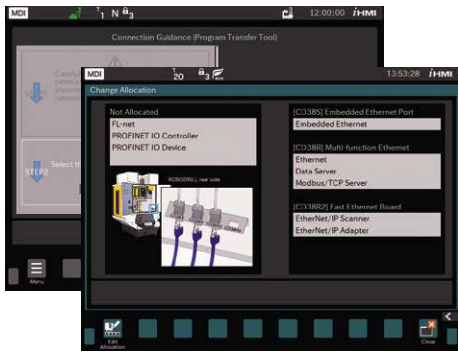 MDI
1 N 3
12:00:00 iHMI
Connection Guidance (Program Transfer Tool)
STEP2
Select th
Menu
MDI
T
20
3
13:53:28 iHMI
Change Allocation
Not Allocated
FL-net
PROFINET IO Controller
PROFINET IO Device
ROBODRILL rear side
[CD38S] Embedded Ethernet Port
Embedded Ethernet
[CD38R] Multi-function Ethernet
Ethernet
Data Server
Modbus/TCP Server
[CD38R2] Fast Ethernet Board
EtherNet/IP Scanner
EtherNet/IP Adapter
Edit
Allocation
Close